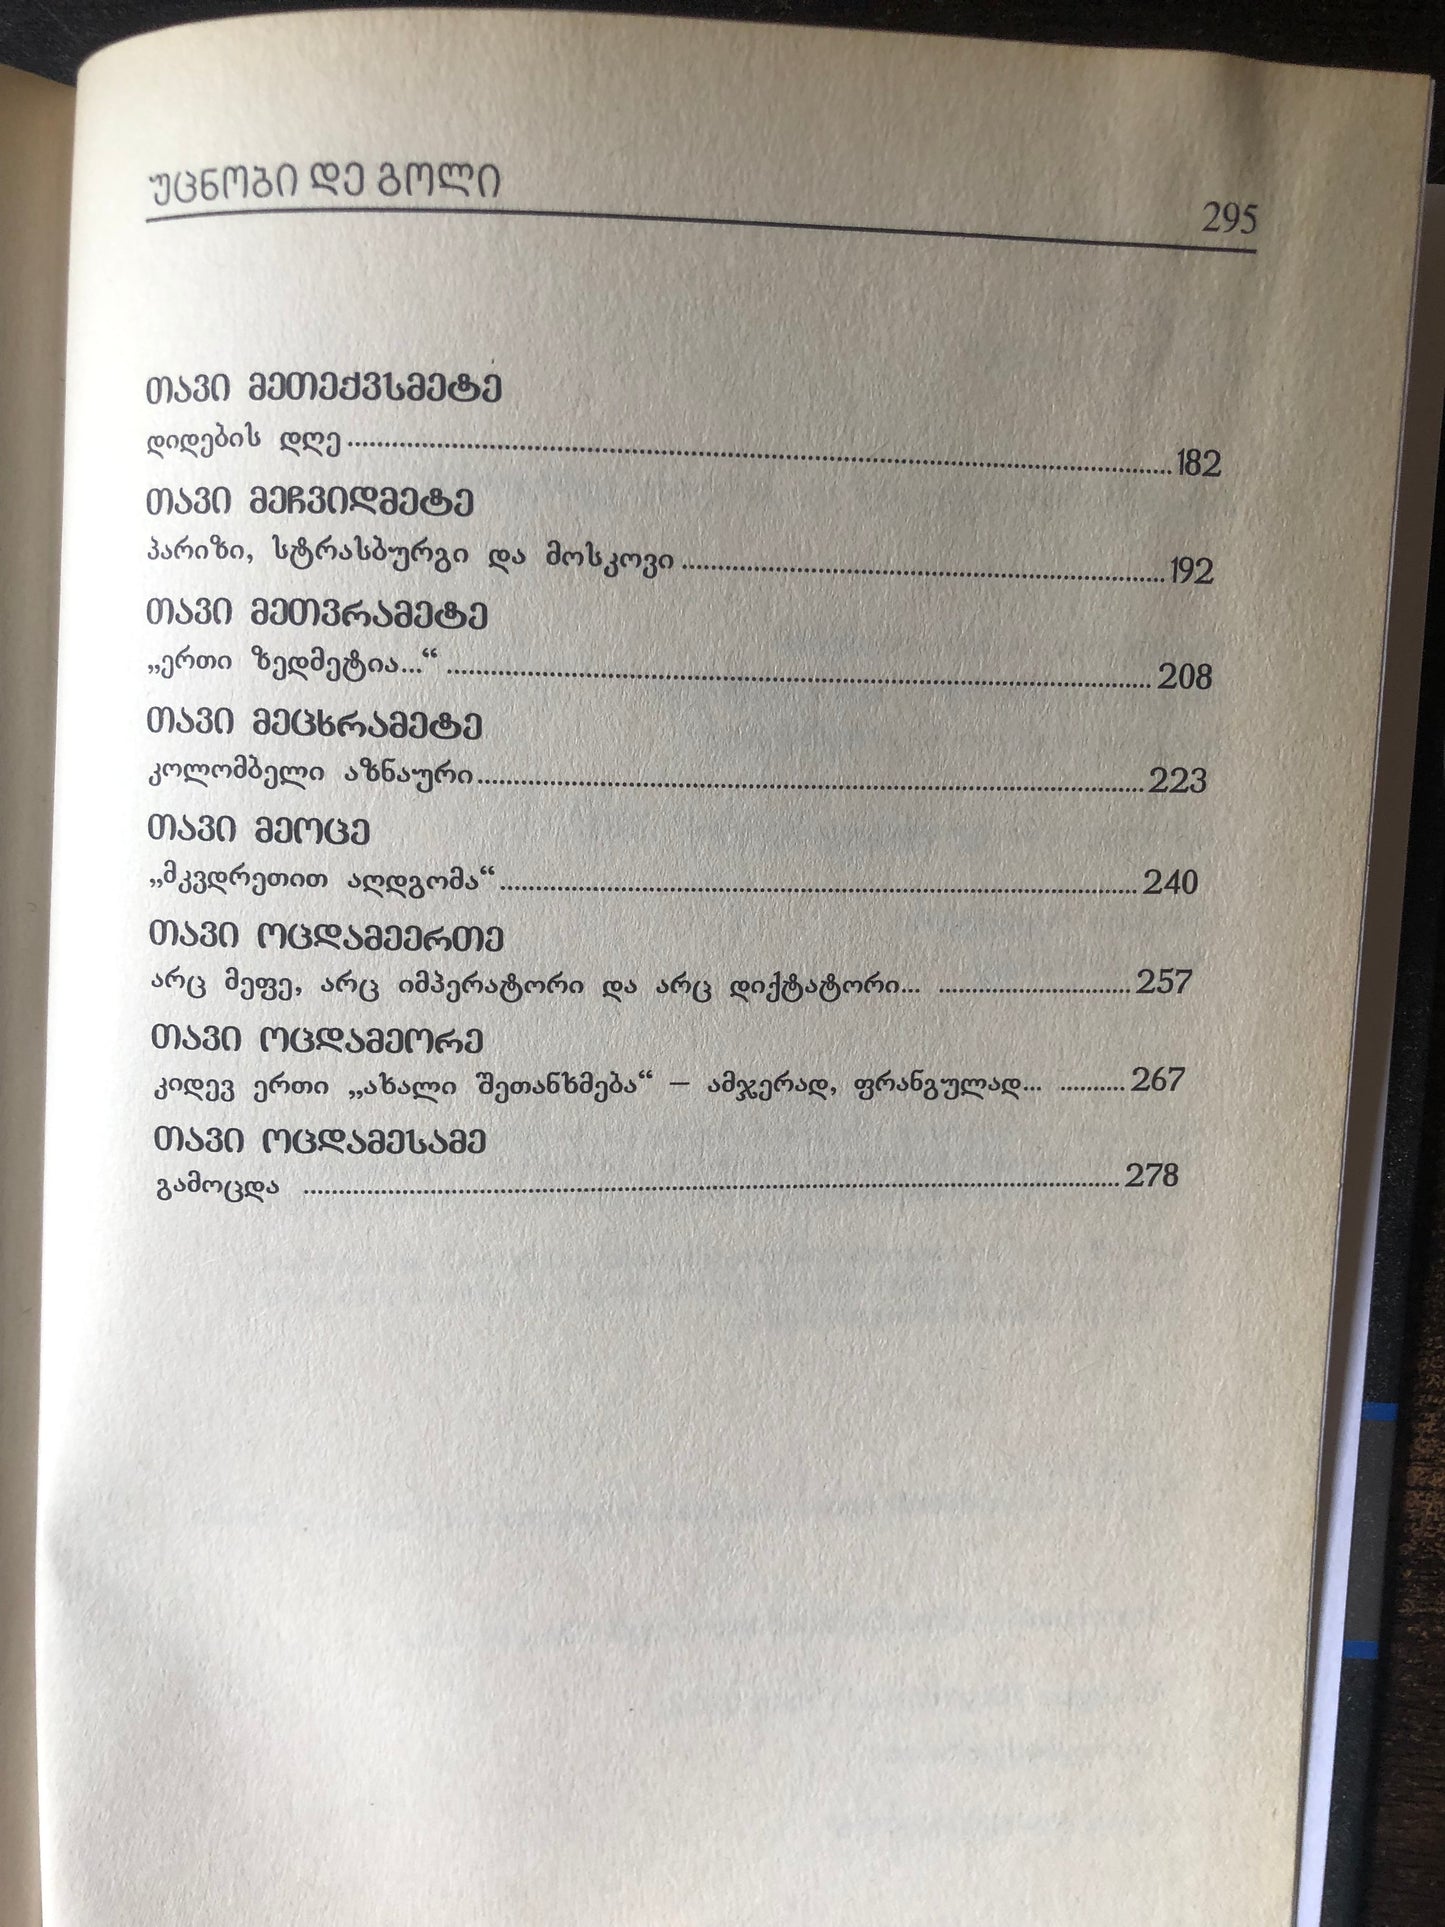 უცნობი დე გოლი
295
თავი მეთექვსმეტე
დიდების დღე.......................................................................................182
თავი მეჩვიდმეტე
პარიზი, სტრასბურგი და მოსკოვი...................................................192
თავი მეთვრამეტე
„ერთი ზედმეტია...“ ..........................................................................208
თავი მეცხრამეტე
კოლომბელი აზნაური.......................................................................223
თავი მეოცე
„მკვდრეთით აღდგომა“....................................................................240
თავი ოცდამეერთე
არც მეფე, არც იმპერატორი და არც დიქტატორი... .....................257
თავი ოცდამეორე
კიდევ ერთი „ახალი შეთანხმება“ – ამჯერად, ფრანგულად... ..........267
თავი ოცდამესამე
გამოცდა .......................................................................................278